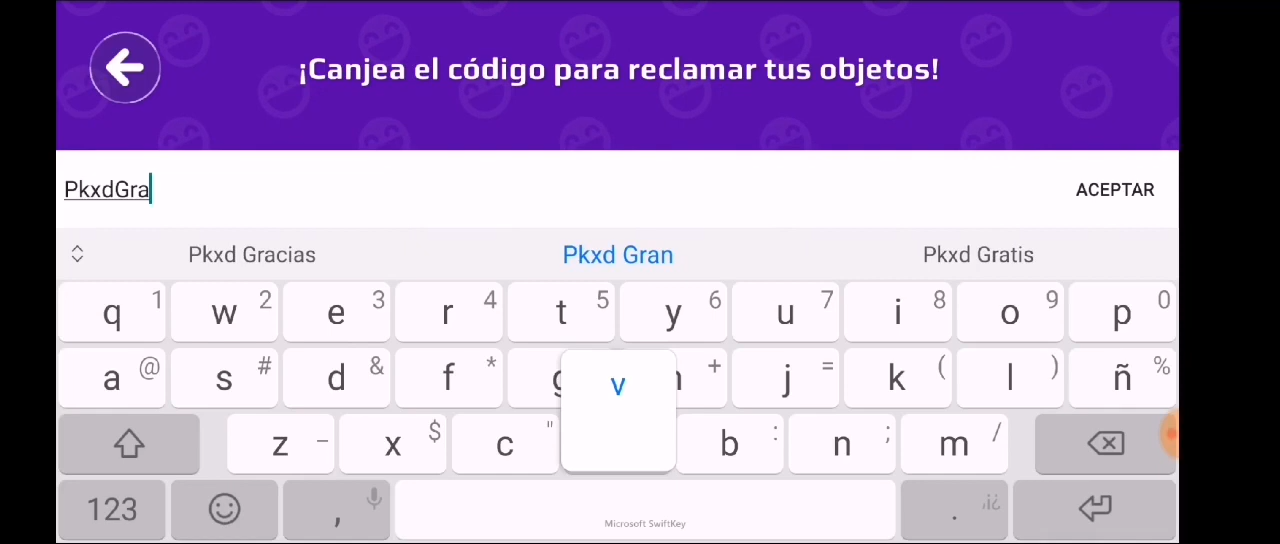 ¡Canjea el código para reclamar tus objetos!
PkxdGra
ACEPTAR
Pkxd Gracias Pkxd Gran Pkxd Gratis
q 1 w 2 e 3 r 4 t 5 y 6 u 7 i 8 o 9 p 0
a @ s # d & f * g + j = k ( l ) ñ %
z – x $ c " v b : n ; m /
123 , . ,¡¿
Microsoft SwiftKey